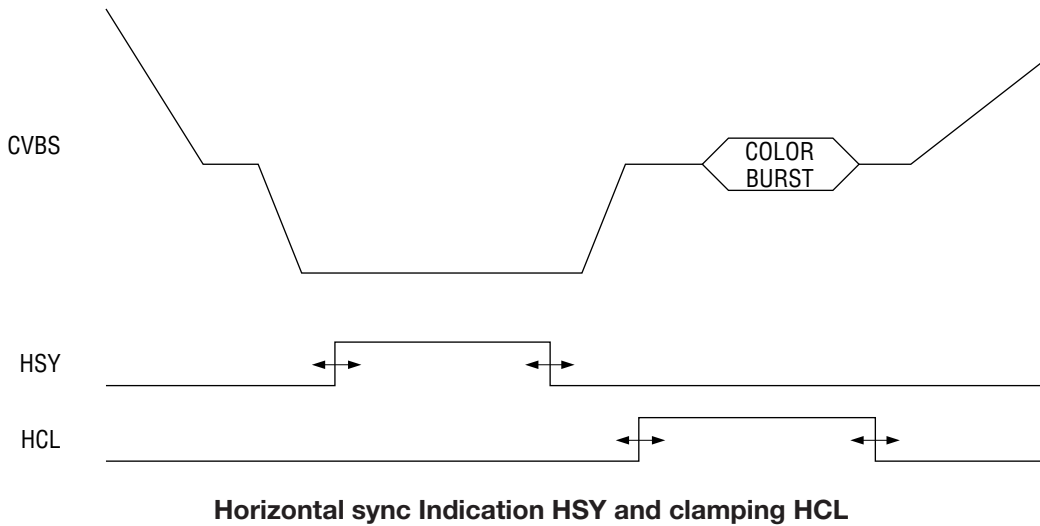 CVBS
COLOR
BURST
HSY
HCL
Horizontal sync Indication HSY and clamping HCL